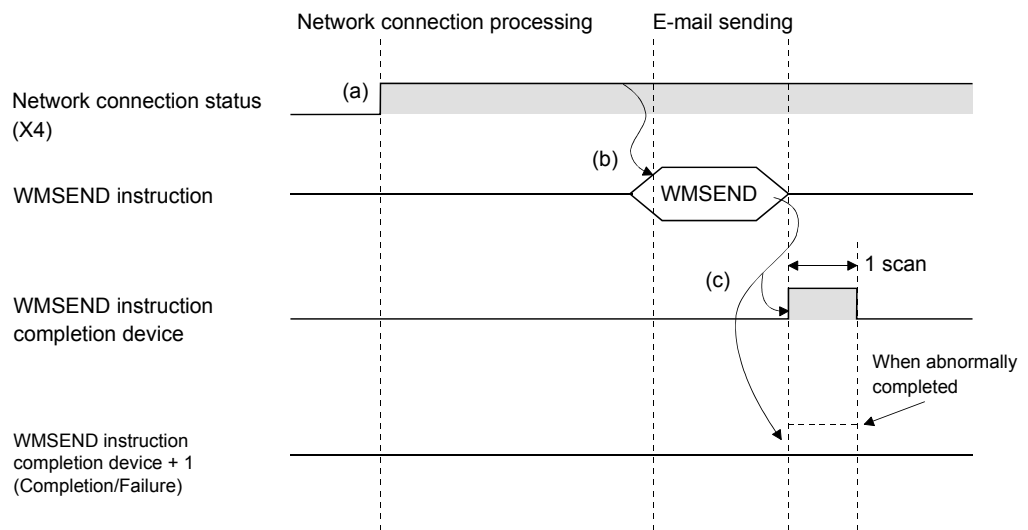 Network connection processing
E-mail sending
Network connection status
(X4)
(a)
(b)
WMSEND instruction
WMSEND
(c)
1 scan
WMSEND instruction
completion device
When abnormally
completed
WMSEND instruction
completion device + 1
(Completion/Failure)